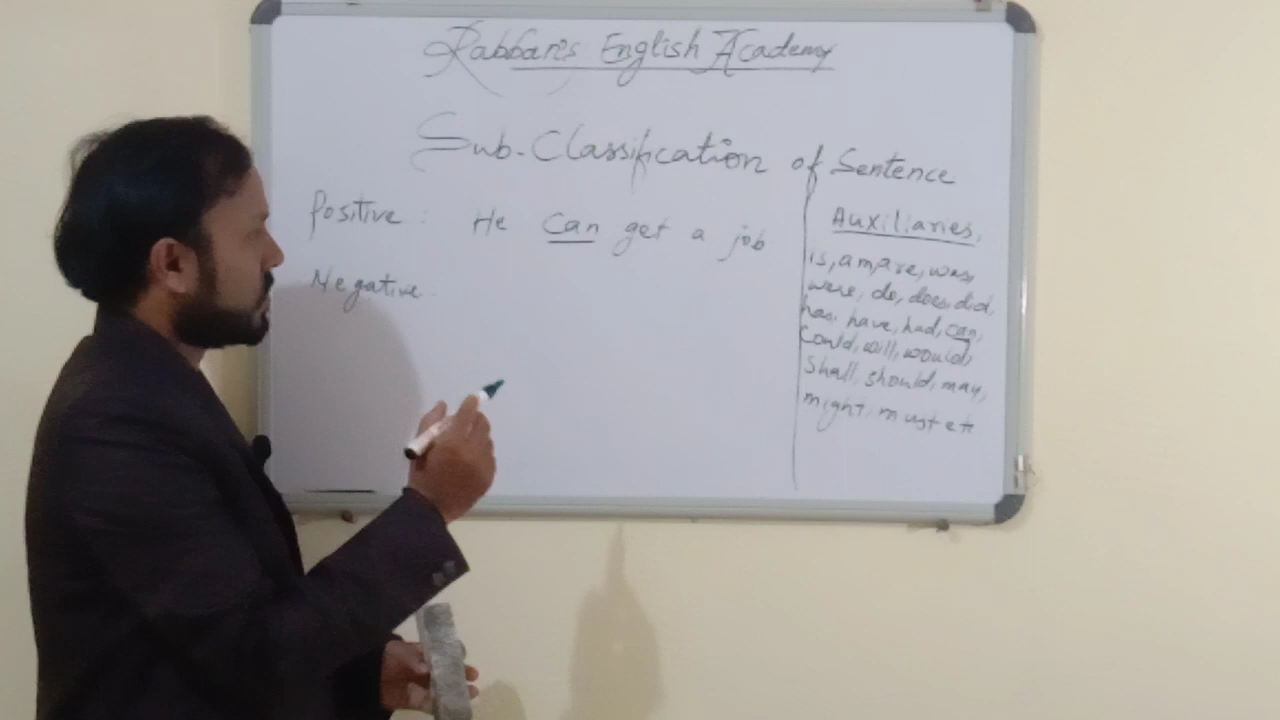 Rabban's English Academy
Sub-Classification of Sentence
Positive : He Can get a job
Negative
Auxiliaries,
is, am, are, was,
were, do, does, did,
has, have, had, can,
Could, will, would,
Shall, should, may,
might, must etc